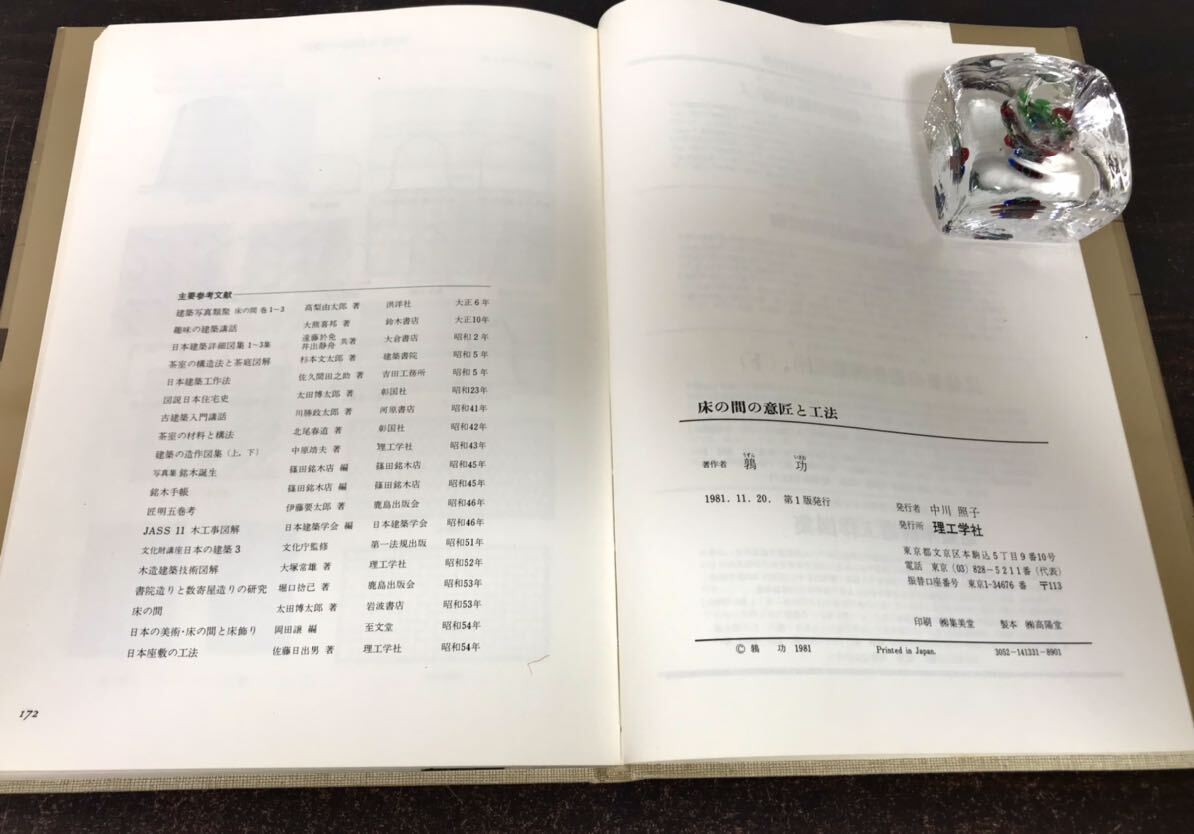 主要参考文献
建築写真類聚 床の間 巻1〜3 高梨由太郎 著 洪洋社 大正6年
趣味の建築講話 大熊喜邦 著 鈴木書店 大正10年
日本建築詳細図集 1〜3集 遠藤於兔 井出静舟 共著 大倉書店 昭和2年
茶室の構造法と茶庭図解 杉本文太郎 著 建築書院 昭和5年
日本建築工作法 佐久間田之助 著 吉田工務所 昭和5年
図説日本住宅史 太田博太郎 著 彰国社 昭和23年
古建築入門講話 川勝政太郎 著 河原書店 昭和41年
茶室の材料と構法 北尾春道 著 彰国社 昭和42年
建築の造作図集(上,下) 中原靖夫 著 理工学社 昭和43年
写真集 銘木誕生 篠田銘木店 編 篠田銘木店 昭和45年
銘木手帳 篠田銘木店 編 篠田銘木店 昭和45年
匠明五巻考 伊藤要太郎 著 鹿島出版会 昭和46年
JASS 11 木工事図解 日本建築学会 編 日本建築学会 昭和46年
文化財講座 日本の建築3 文化庁監修 第一法規出版 昭和51年
木造建築技術図解 大塚常雄 著 理工学社 昭和52年
書院造りと数寄屋造りの研究 堀口捨己 著 鹿島出版会 昭和53年
床の間 太田博太郎 著 岩波書店 昭和53年
日本の美術・床の間と床飾り 岡田譲 編 至文堂 昭和54年
日本座敷の工法 佐藤日出男 著 理工学社 昭和54年
172
床の間の意匠と工法
うずら いさお
著作者 鶉 功
1981. 11. 20. 第1版発行
発行者 中川 照子
発行所 理工学社
東京都文京区本駒込5丁目9番10号
電話 東京 (03) 828−5211番 (代表)
振替口座番号 東京1-34676番 〒113
印刷 ㈱集美堂 製本 ㈱高陽堂
© 鶉 功 1981 Printed in Japan. 3052−141331−8901